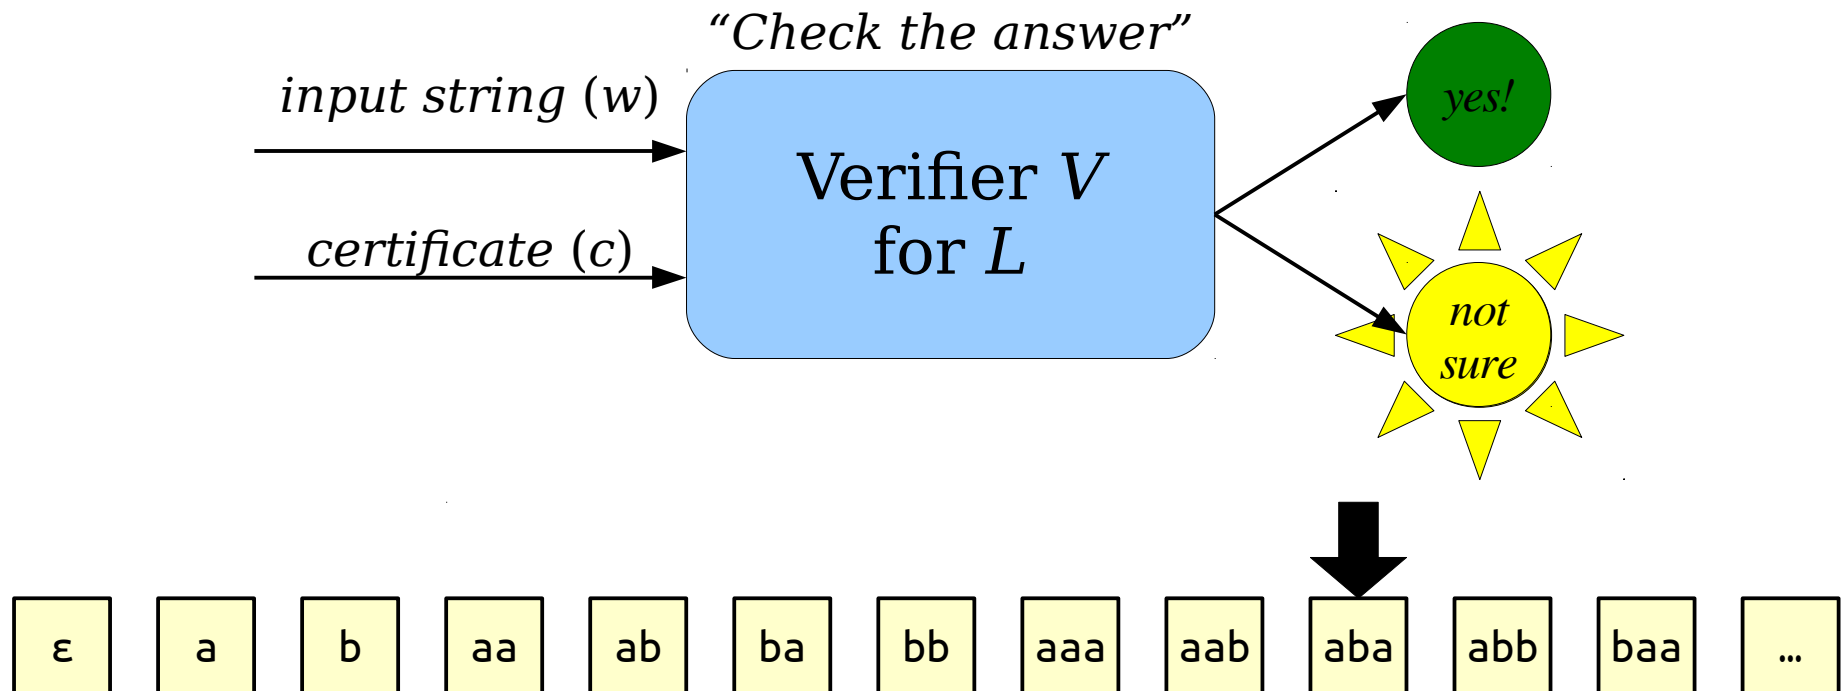 “Check the answer”
input string (w)
certificate (c)
Verifier V
for L
yes!
not
sure
ε a b aa ab ba bb aaa aab aba abb baa …